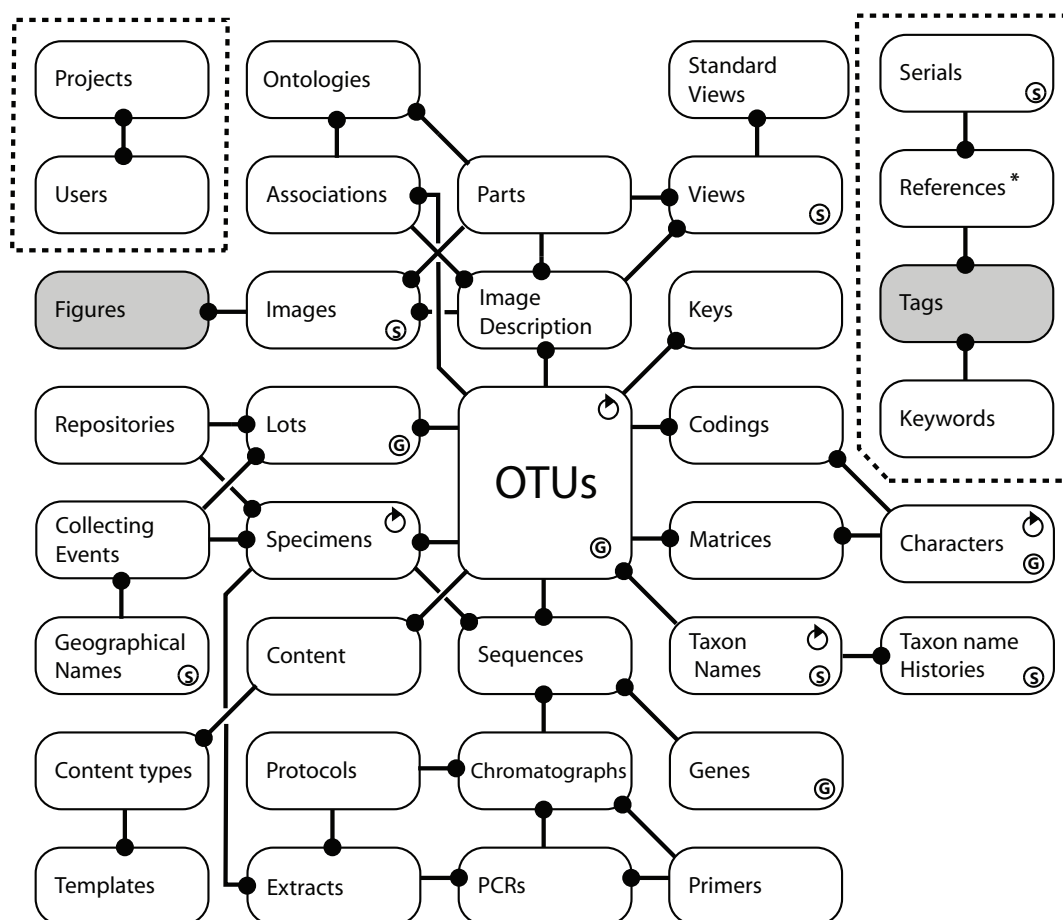 Projects
Ontologies
Standard
Views
Serials
S
Users
Associations
Parts
Views
S
References *
Figures
Images
S
Image
Description
Keys
Tags
Repositories
Lots
G
OTUs
G
Codings
Keywords
Collecting
Events
Specimens
Matrices
Characters
G
Geographical
Names
S
Content
Sequences
Taxon
Names
S
Taxon name
Histories
S
Content types
Protocols
Chromatographs
Genes
G
Templates
Extracts
PCRs
Primers